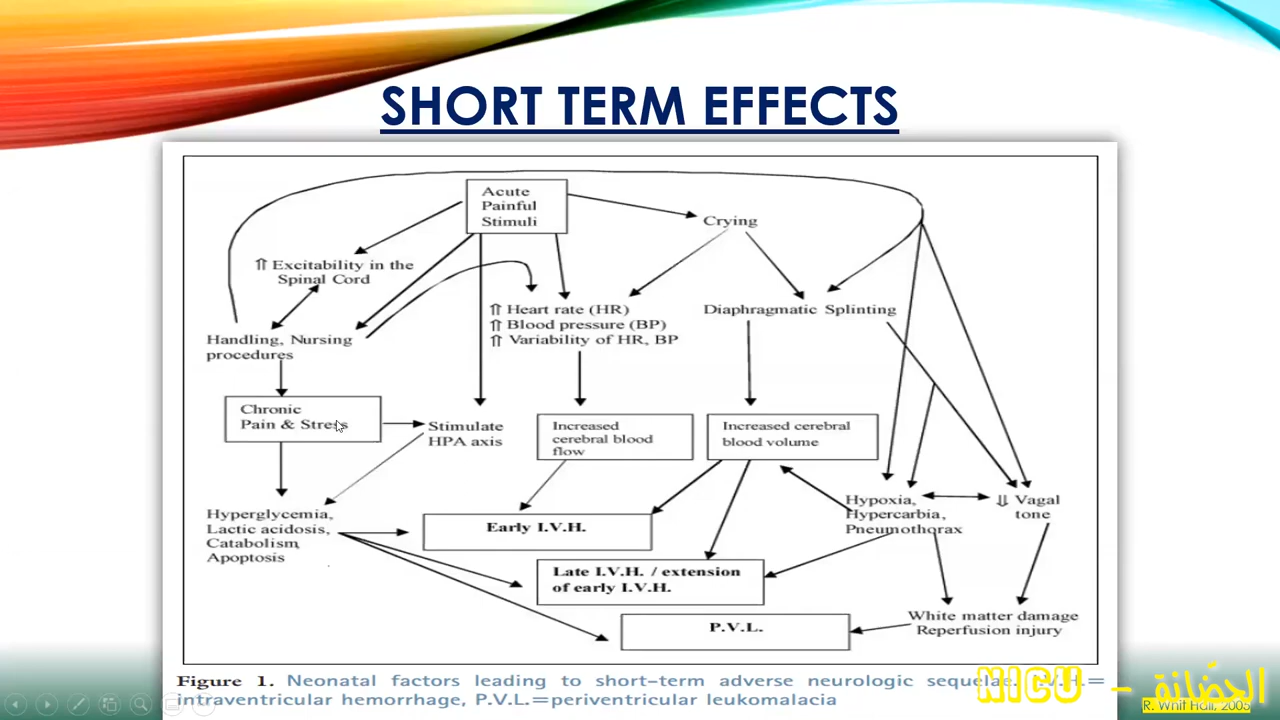 SHORT TERM EFFECTS
Acute
Painful
Stimuli
Crying
⇑ Excitability in the
Spinal Cord
⇑ Heart rate (HR)
⇑ Blood pressure (BP)
⇑ Variability of HR, BP
Diaphragmatic Splinting
Handling, Nursing
procedures
Chronic
Pain & Stress
Stimulate
HPA axis
Increased
cerebral blood
flow
Increased cerebral
blood volume
Hyperglycemia,
Lactic acidosis,
Catabolism,
Apoptosis
Early I.V.H.
Hypoxia,
Hypercarbia,
Pneumothorax
⇓ Vagal
tone
Late I.V.H. / extension
of early I.V.H.
P.V.L.
White matter damage
Reperfusion injury
Figure 1. Neonatal factors leading to short-term adverse neurologic sequelae. I.V.H.=
intraventricular hemorrhage, P.V.L.=periventricular leukomalacia
NICU - الحضّانة
R. Whit Hall, 2005